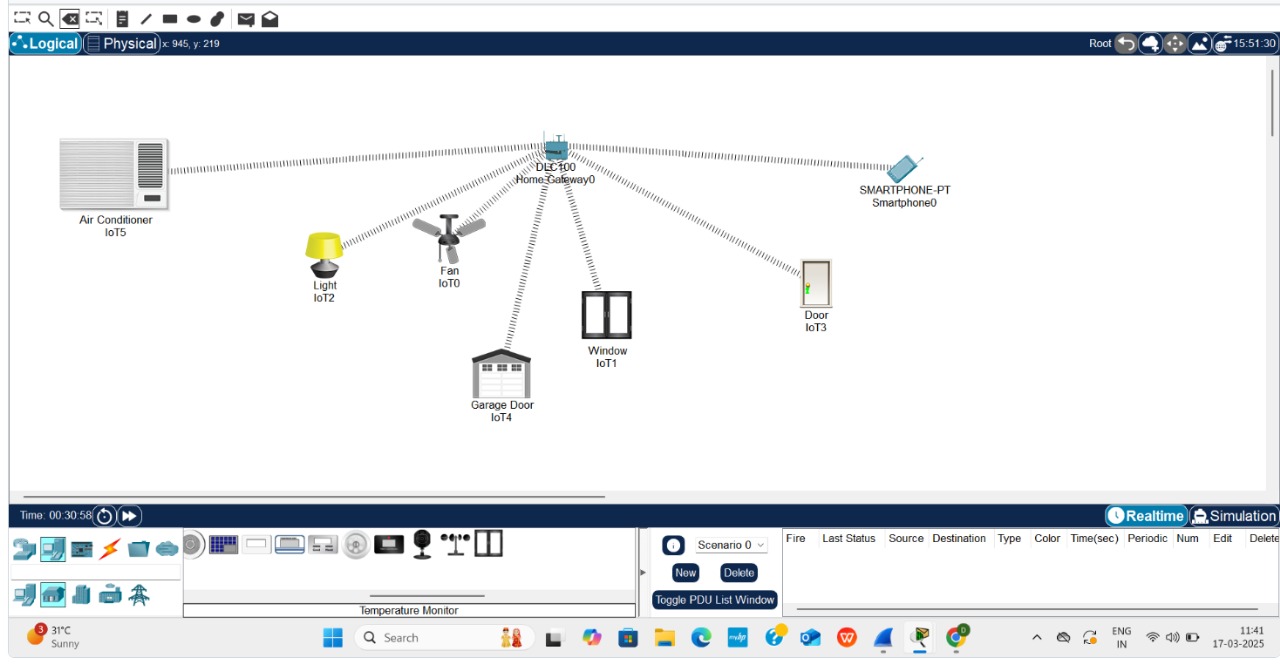 Logical Physical x: 945, y: 219 Root 15:51:30
DLC100
Home Gateway0
SMARTPHONE-PT
Smartphone0
Air Conditioner
IoT5
Light
IoT2
Fan
IoT0
Door
IoT3
Window
IoT1
Garage Door
IoT4
Time: 00:30:58 Realtime Simulation
Scenario 0
New Delete
Toggle PDU List Window
Fire Last Status Source Destination Type Color Time(sec) Periodic Num Edit Delete
Temperature Monitor
3 31°C
Sunny
Search
ENG
IN
11:41
17-03-2025